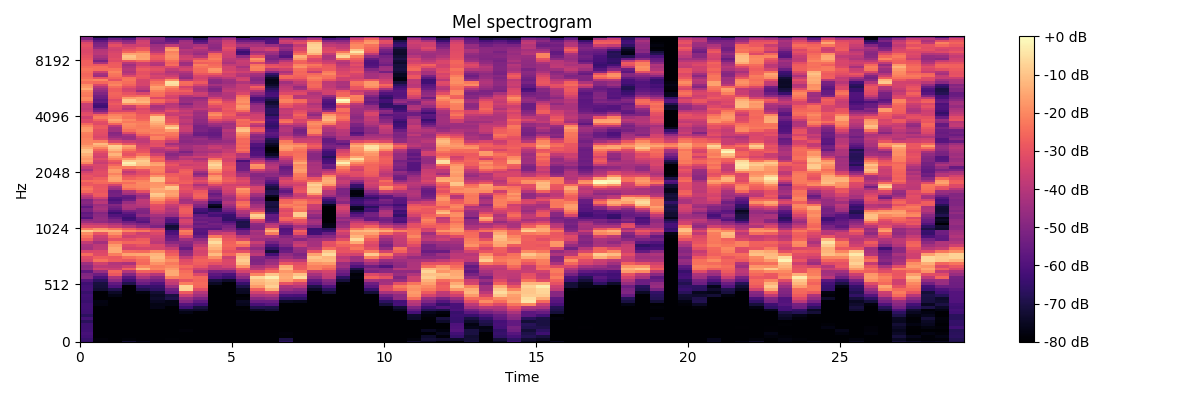 Mel spectrogram
Hz
8192
4096
2048
1024
512
0
0 5 10 15 20 25
Time
+0 dB
-10 dB
-20 dB
-30 dB
-40 dB
-50 dB
-60 dB
-70 dB
-80 dB